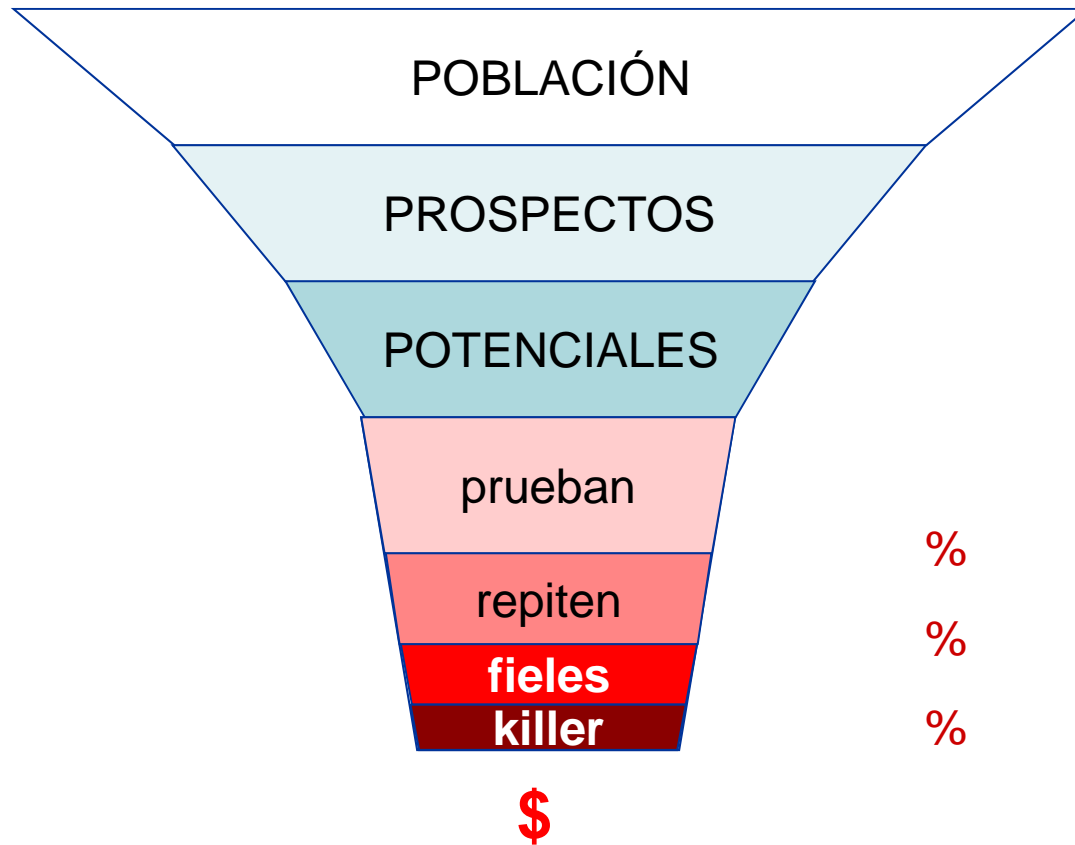 POBLACIÓN
PROSPECTOS
POTENCIALES
prueban
%
repiten
%
fieles
killer
%
$